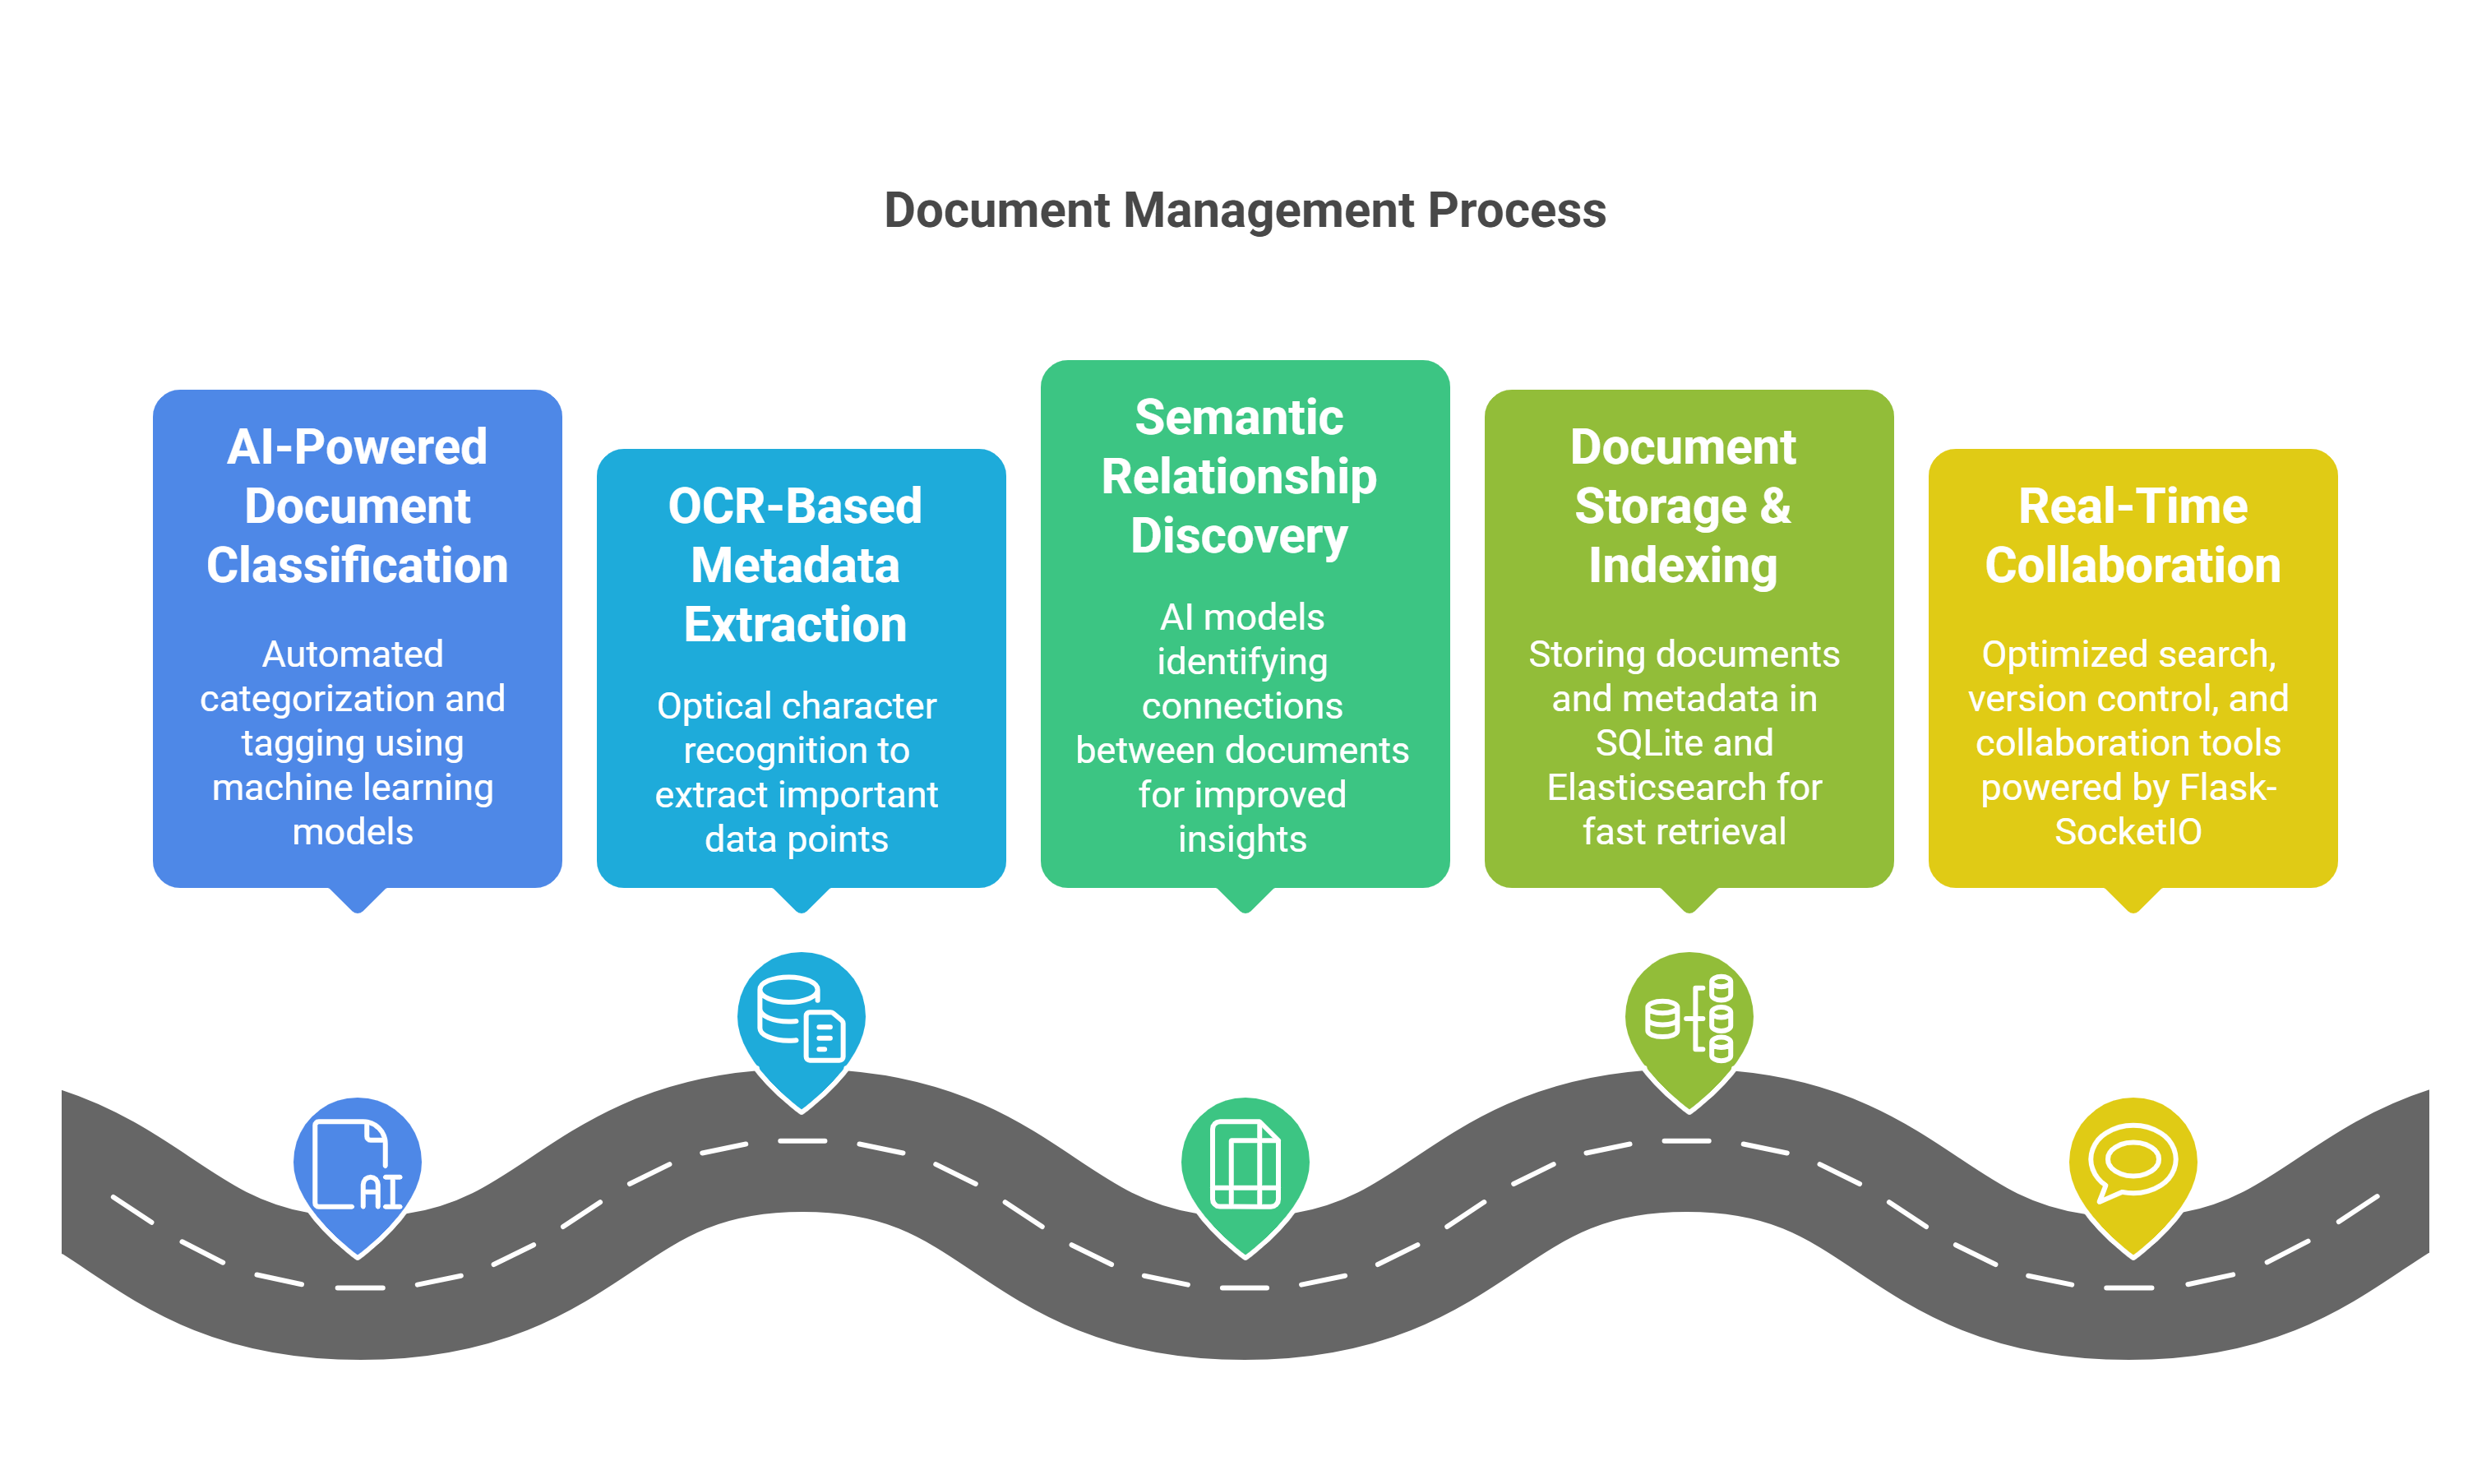 Document Management Process
AI-Powered
Document
Classification
Automated
categorization and
tagging using
machine learning
models
OCR-Based
Metadata
Extraction
Optical character
recognition to
extract important
data points
Semantic
Relationship
Discovery
AI models
identifying
connections
between documents
for improved
insights
Document
Storage &
Indexing
Storing documents
and metadata in
SQLite and
Elasticsearch for
fast retrieval
Real-Time
Collaboration
Optimized search,
version control, and
collaboration tools
powered by Flask-
SocketIO
AI